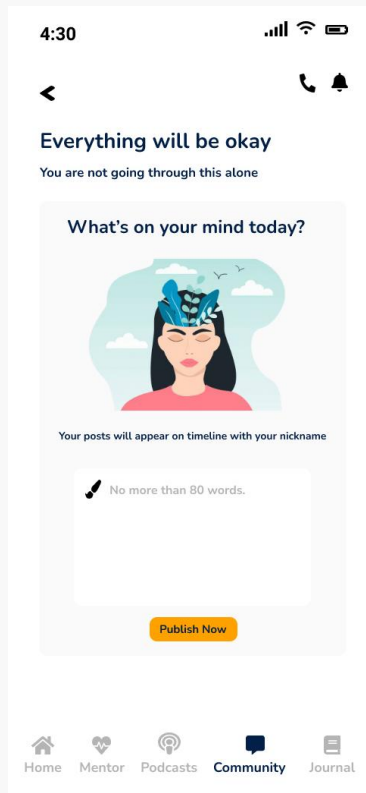 4:30
Everything will be okay
You are not going through this alone
What's on your mind today?
Your posts will appear on timeline with your nickname
No more than 80 words.
Publish Now
Home Mentor Podcasts Community Journal